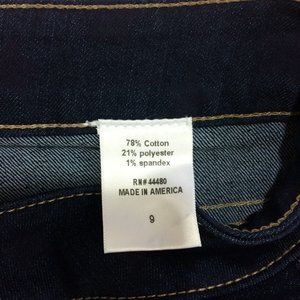 78% Cotton
21% polyester
1% spandex
RN# 44480
MADE IN AMERICA
9